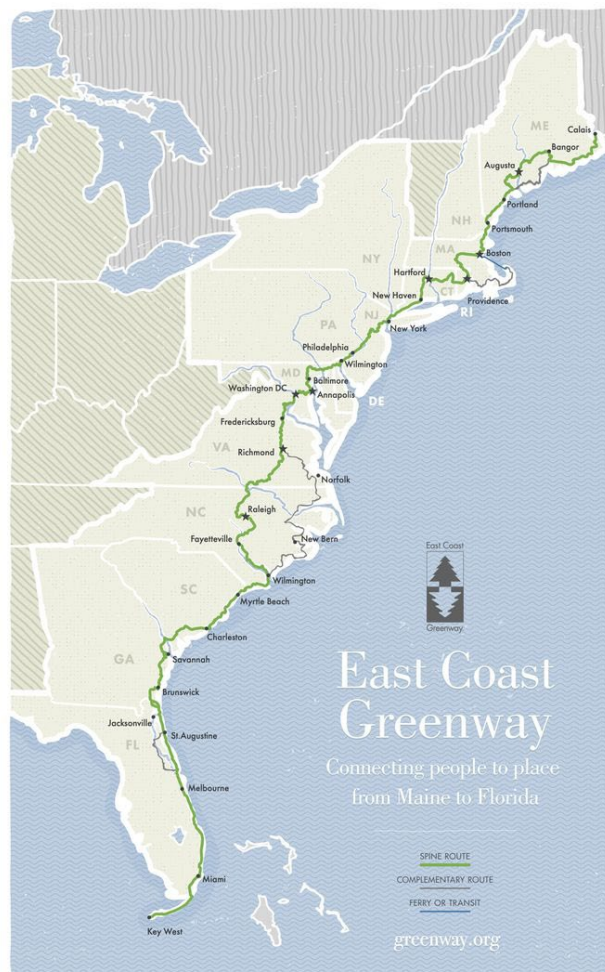 ME
Calais
Bangor
Augusta
Portland
NH
Portsmouth
NY
MA
Boston
Hartford
CT
Providence
RI
New Haven
New York
PA
NJ
Philadelphia
Wilmington
MD
Baltimore
Washington DC
Annapolis
DE
Fredericksburg
VA
Richmond
Norfolk
NC
Raleigh
Fayetteville
New Bern
Wilmington
SC
Myrtle Beach
Charleston
GA
Savannah
Brunswick
Jacksonville
FL
St.Augustine
Melbourne
Miami
Key West
East Coast
Greenway
East Coast
Greenway
Connecting people to place
from Maine to Florida
SPINE ROUTE
COMPLEMENTARY ROUTE
FERRY OR TRANSIT
greenway.org